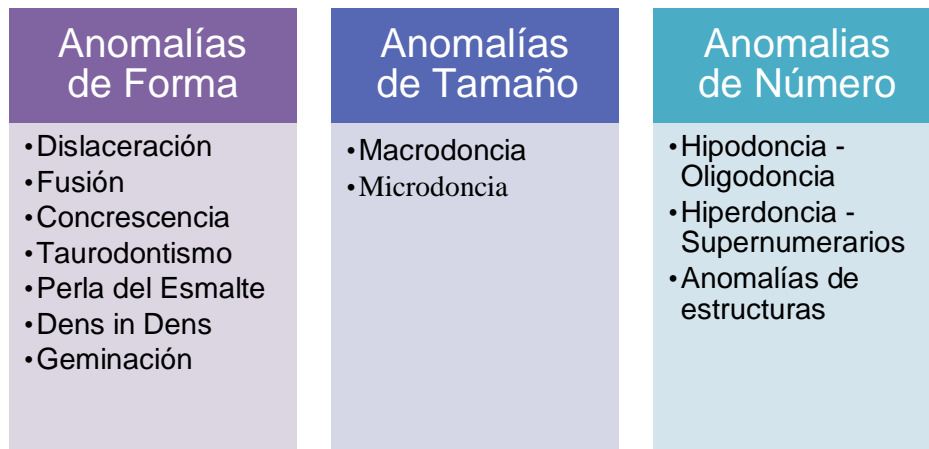 Anomalías
de Forma
•Dislaceración
•Fusión
•Concrescencia
•Taurodontismo
•Perla del Esmalte
•Dens in Dens
•Geminación
Anomalías
de Tamaño
•Macrodoncia
•Microdoncia
Anomalias
de Número
•Hipodoncia -
Oligodoncia
•Hiperdoncia -
Supernumerarios
•Anomalías de
estructuras